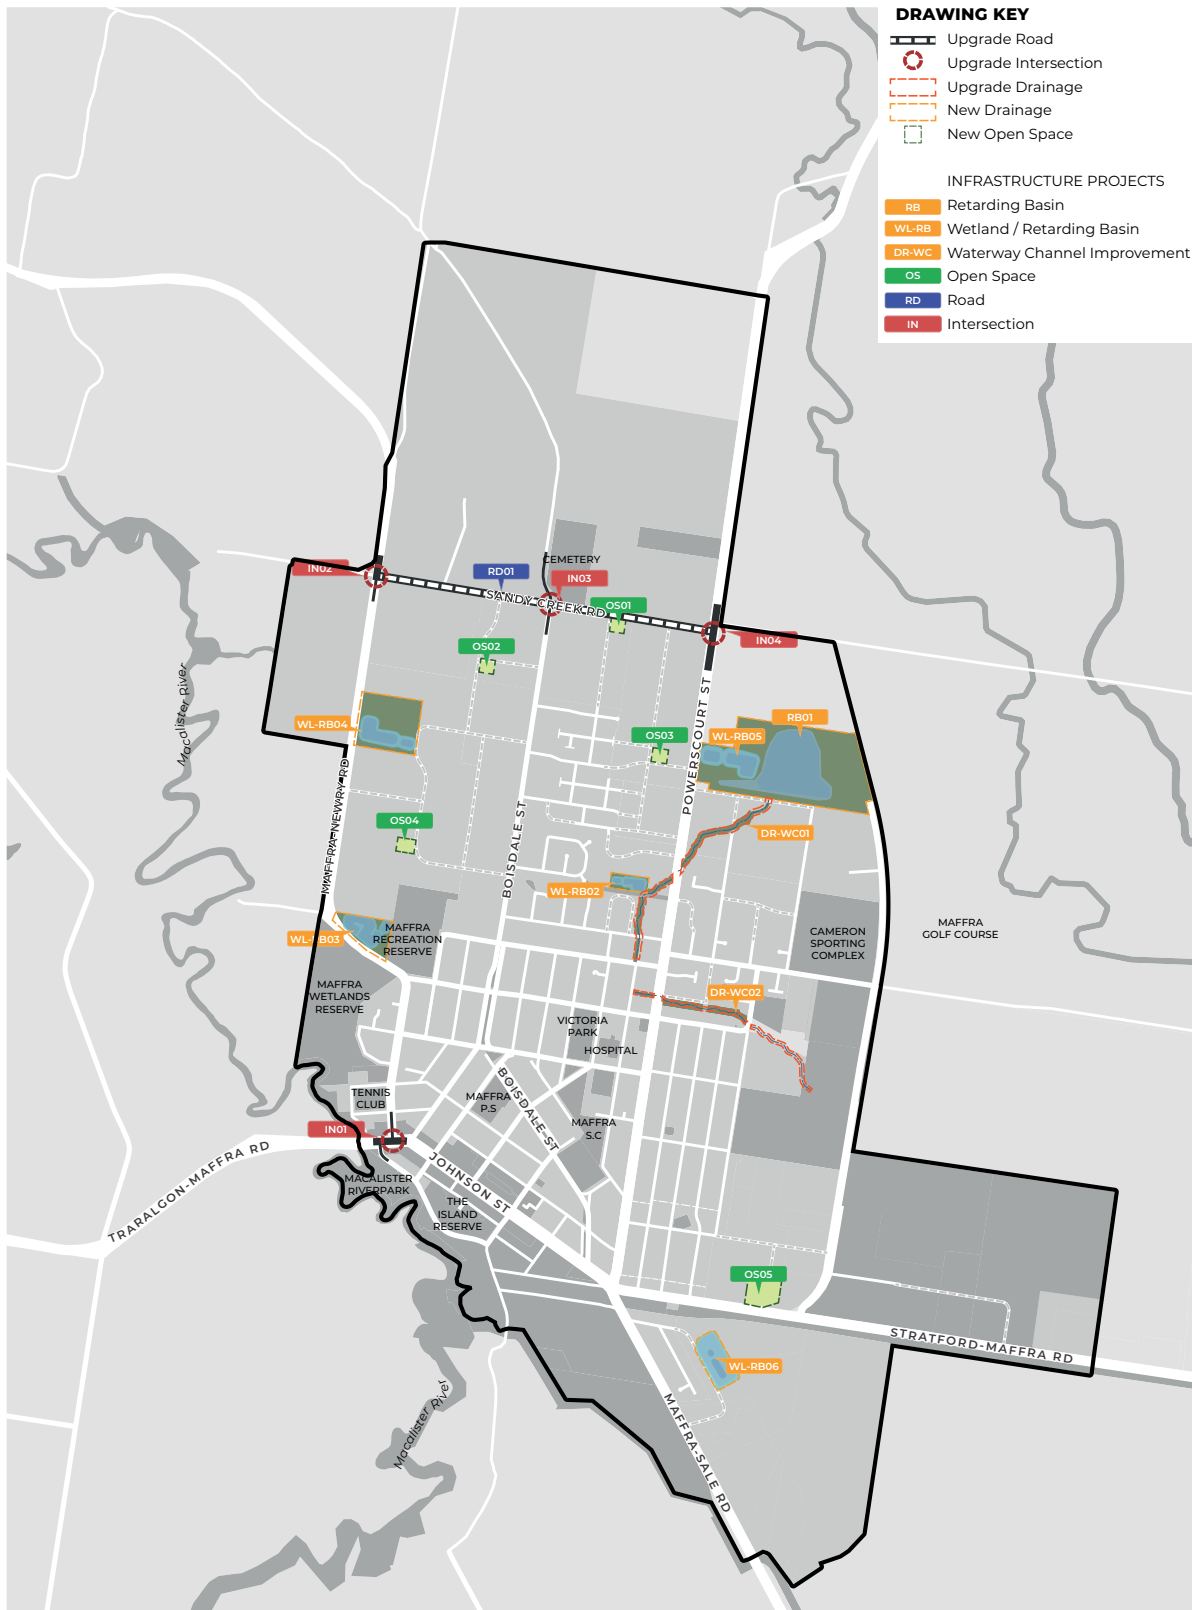 DRAWING KEY
Upgrade Road
Upgrade Intersection
Upgrade Drainage
New Drainage
New Open Space
INFRASTRUCTURE PROJECTS
RB Retarding Basin
WL-RB Wetland / Retarding Basin
DR-WC Waterway Channel Improvement
OS Open Space
RD Road
IN Intersection
CEMETERY
IN02
RD01
IN03
SANDY CREEK RD
OS01
IN04
OS02
Macalister River
POWERSCOURT ST
WL-RB04
RB01
OS03
WL-RB05
MAFFRA-NEWRY RD
BOISDALE ST
OS04
DR-WC01
WL-RB02
WL-RB03
MAFFRA
RECREATION
RESERVE
CAMERON
SPORTING
COMPLEX
MAFFRA
GOLF COURSE
MAFFRA
WETLANDS
RESERVE
DR-WC02
VICTORIA
PARK
HOSPITAL
TENNIS
CLUB
MAFFRA
P.S
BOISDALE ST
MAFFRA
S.C
IN01
TRARALGON-MAFFRA RD
JOHNSON ST
MACALISTER
RIVERPARK
THE
ISLAND
RESERVE
OS05
STRATFORD-MAFFRA RD
WL-RB06
Macalister River
MAFFRA-SALE RD